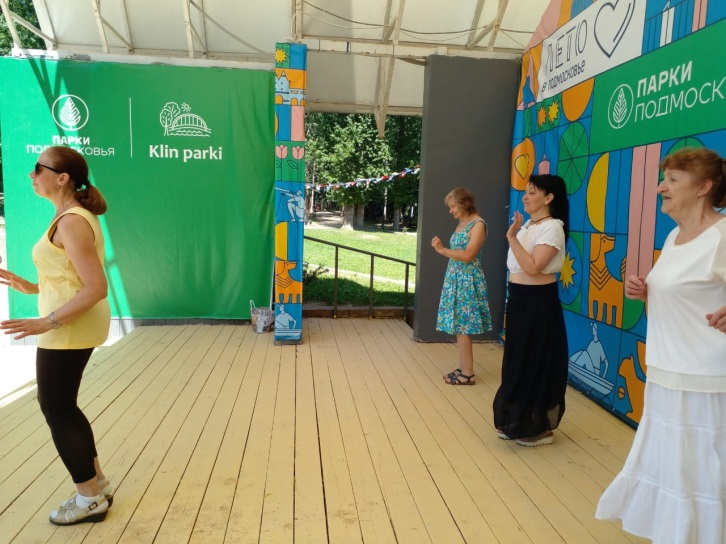 ПАРКИ
ПОДМОСКОВЬЯ
Klin parki
ЛЕТО
В ПОДМОСКОВЬЕ
ПАРКИ
ПОДМОСК